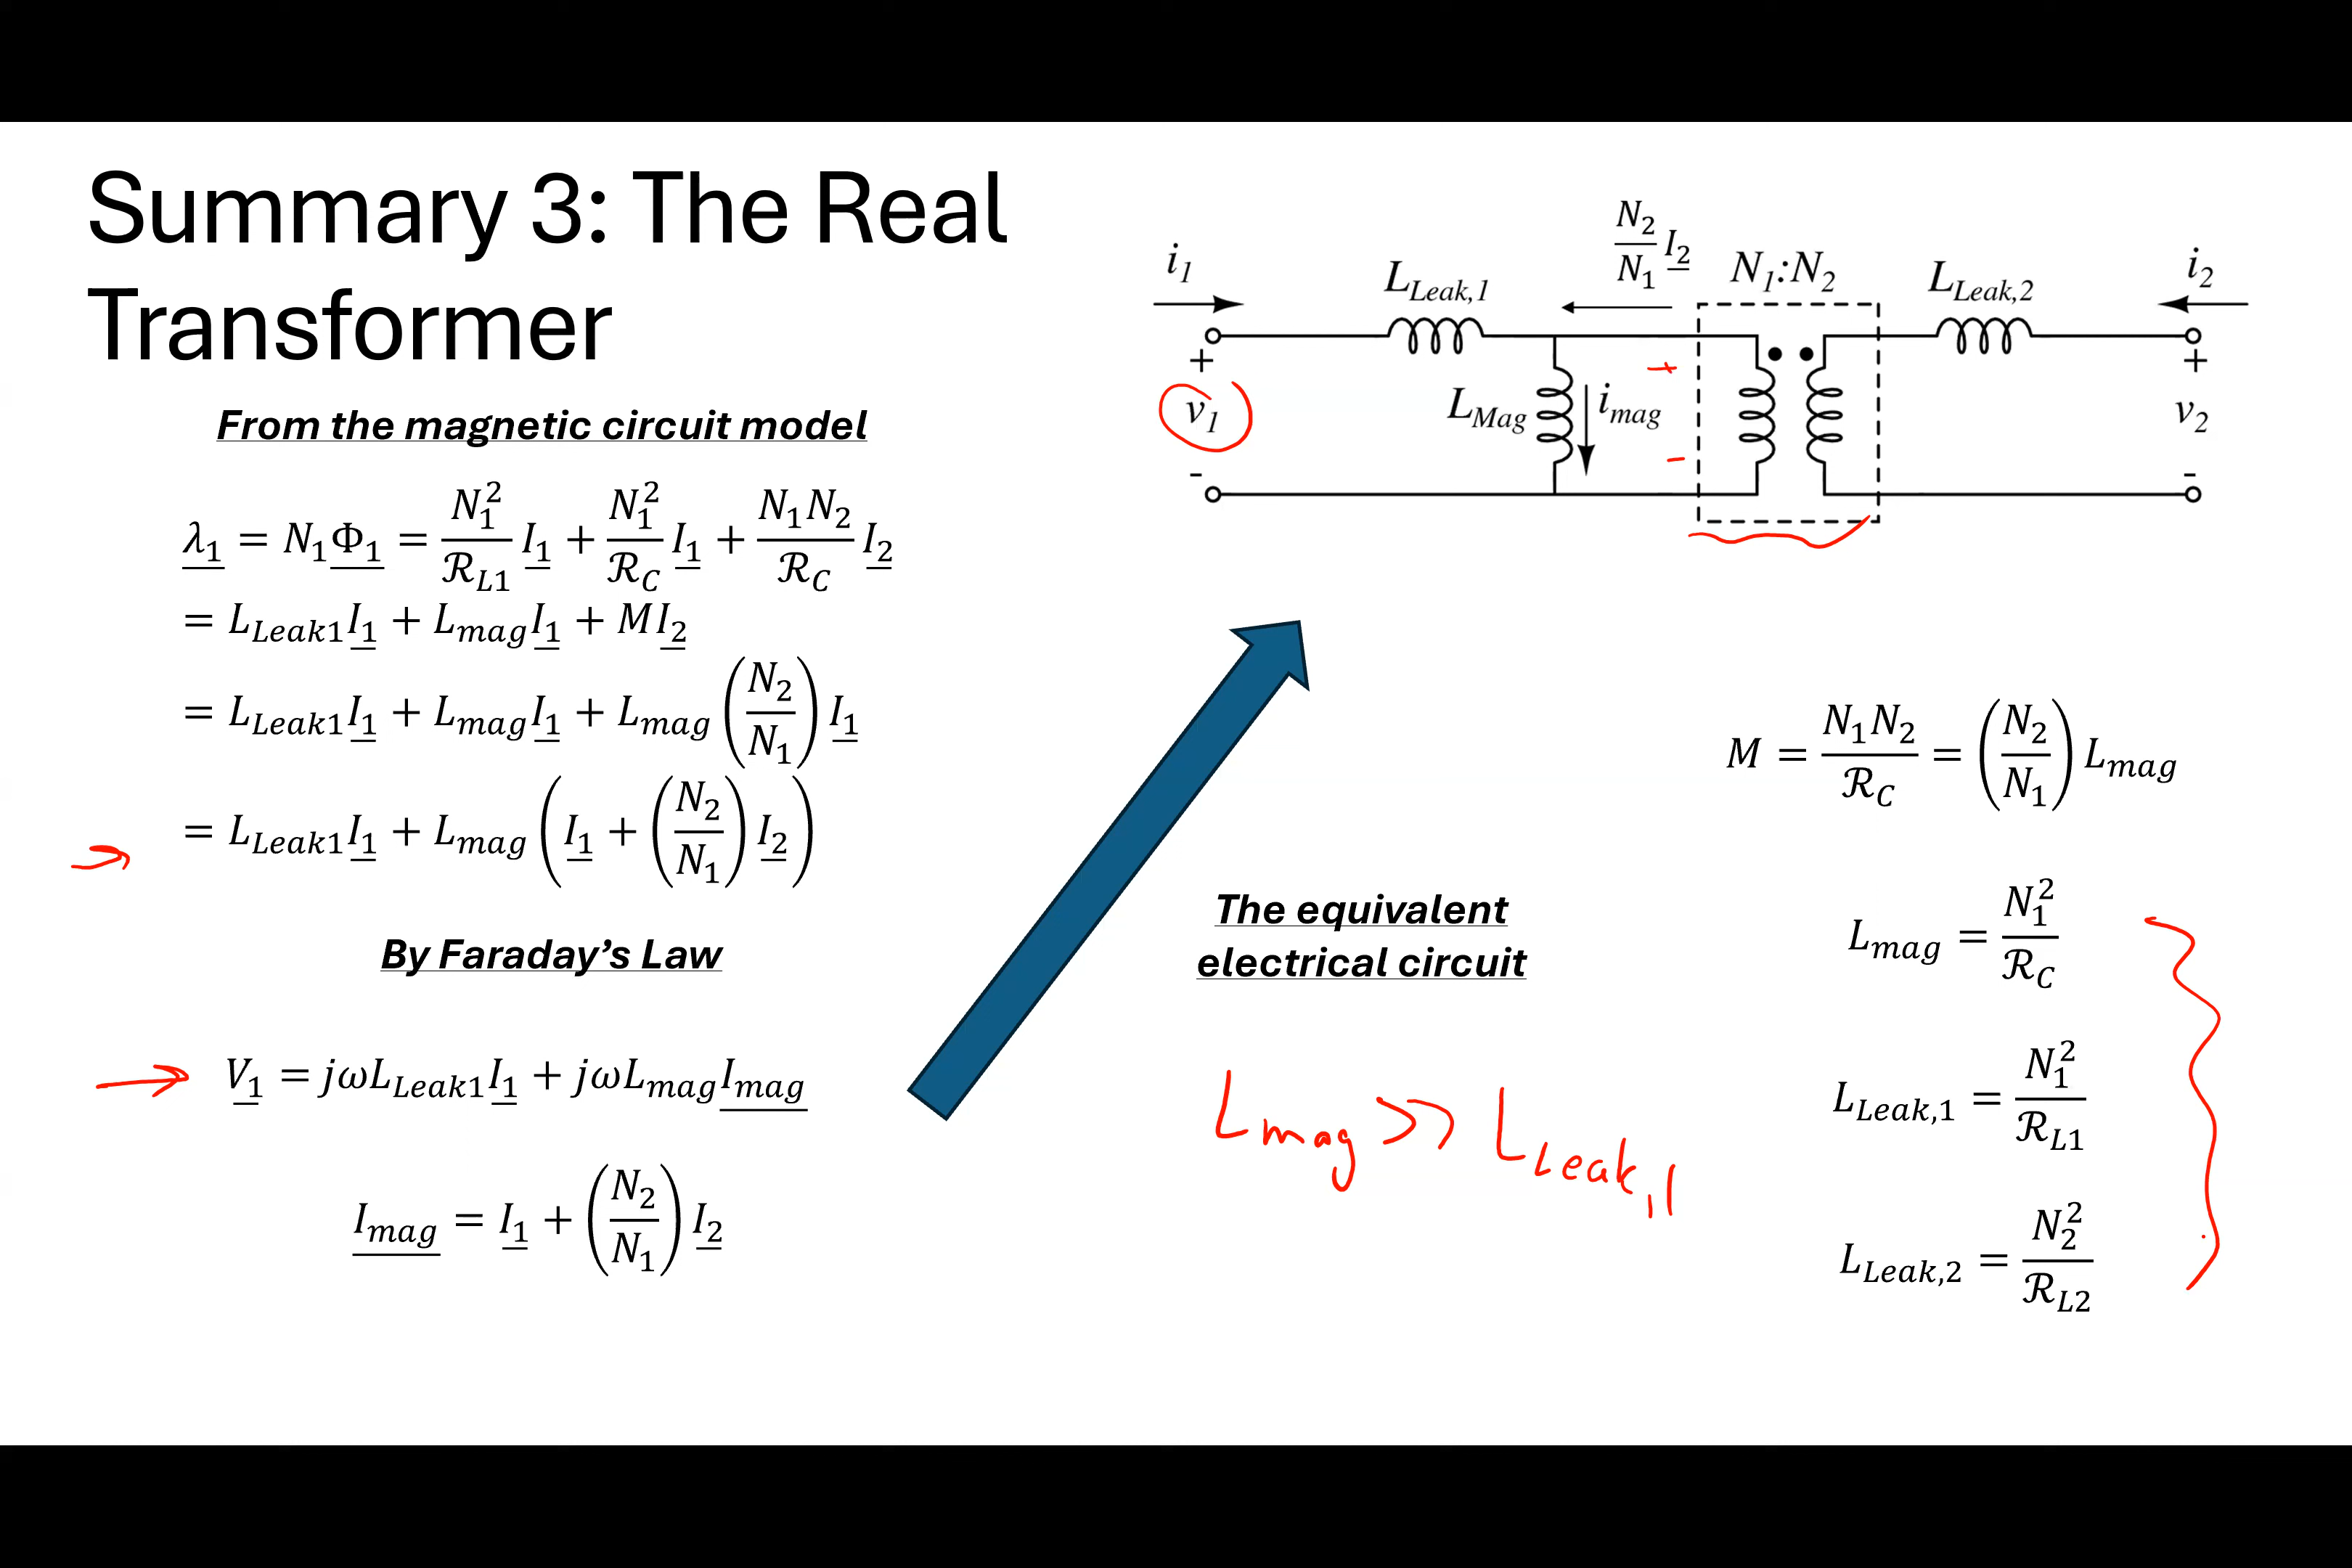 Summary 3: The Real
Transformer
From the magnetic circuit model
λ₁ = N₁Φ₁ = N₁²/ℛ_L1 I₁ + N₁²/ℛ_C I₁ + N₁N₂/ℛ_C I₂
= L_Leak1 I₁ + L_mag I₁ + M I₂
= L_Leak1 I₁ + L_mag (N₂/N₁) I₁
= L_Leak1 I₁ + L_mag (I₁ + (N₂/N₁) I₂)
By Faraday's Law
V₁ = jωL_Leak1 I₁ + jωL_mag I_mag
I_mag = I₁ + (N₂/N₁) I₂
N₂/N₁ I₂
i₁ L_Leak,1 N₁:N₂ L_Leak,2 i₂
+ + +
v₁ L_Mag i_mag v₂
- - -
The equivalent
electrical circuit
L_mag >> L_Leak,1
M = N₁N₂/ℛ_C = (N₂/N₁) L_mag
L_mag = N₁²/ℛ_C
L_Leak,1 = N₁²/ℛ_L1
L_Leak,2 = N₂²/ℛ_L2